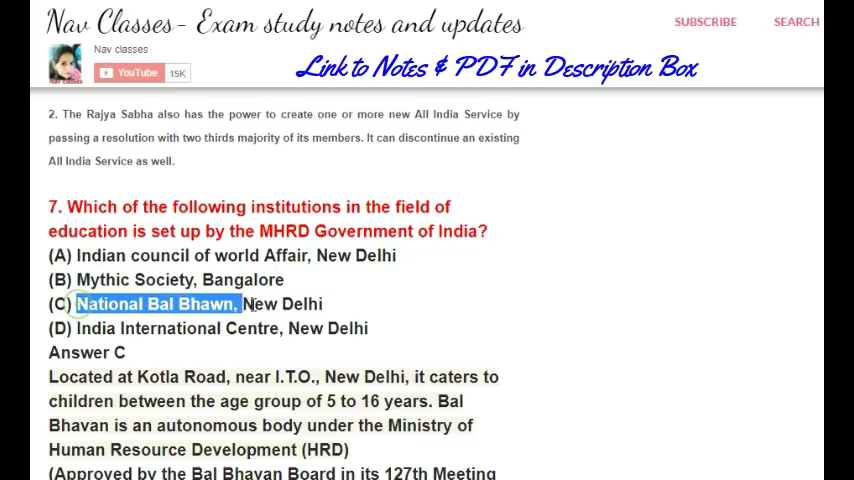 Nav Classes- Exam study notes and updates
SUBSCRIBE SEARCH
Nav classes
YouTube 15K
Link to Notes & PDF in Description Box
2. The Rajya Sabha also has the power to create one or more new All India Service by
passing a resolution with two thirds majority of its members. It can discontinue an existing
All India Service as well.
7. Which of the following institutions in the field of
education is set up by the MHRD Government of India?
(A) Indian council of world Affair, New Delhi
(B) Mythic Society, Bangalore
(C) National Bal Bhawn, New Delhi
(D) India International Centre, New Delhi
Answer C
Located at Kotla Road, near I.T.O., New Delhi, it caters to
children between the age group of 5 to 16 years. Bal
Bhavan is an autonomous body under the Ministry of
Human Resource Development (HRD)
(Approved by the Bal Bhavan Board in its 127th Meeting